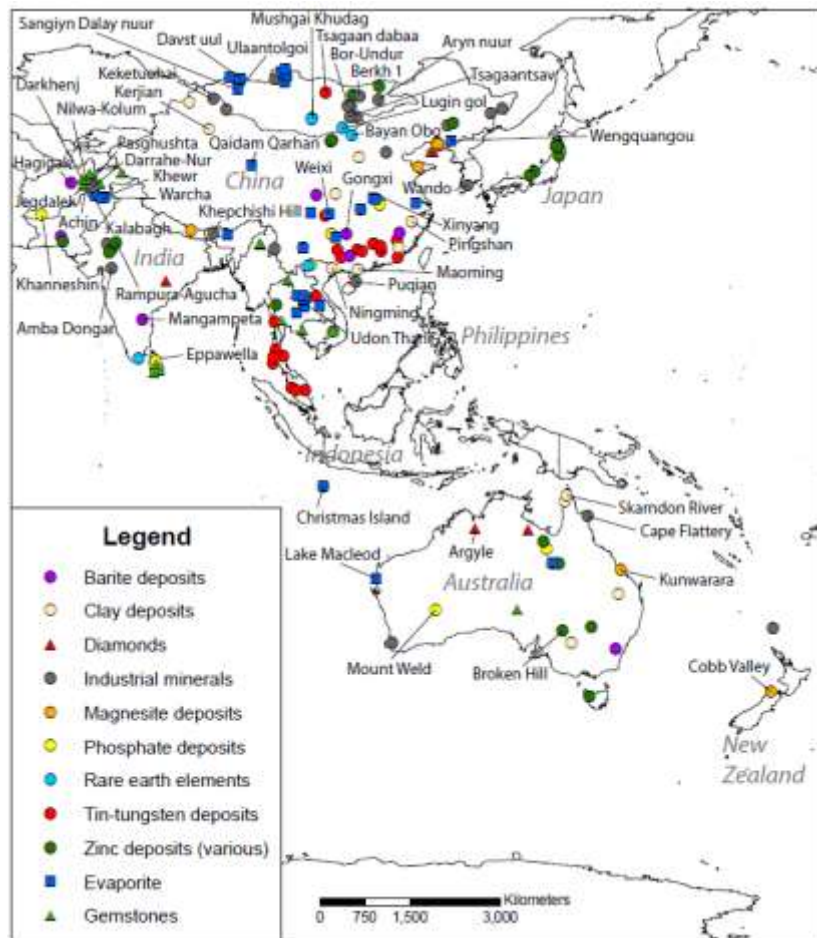 Mushgai Khudag
Sangiyn Dalay nuur
Tsagaan dabaa
Davst uul
Bor-Undur
Aryn nuur
Ulaantolgoi
Berkh 1
Keketuohai
Darkhenj
Tsagaantsav
Kerjian
Lugin gol
Nilwa-Kolum
Bayan Obo
Wengquangou
Pasghushta
Qaidam Qarhan
Hagigak
Darrahe-Nur
Weixi
Gongxi
Khewr
China
Wando
Japan
Jegdalek
Warcha
Khepchishi Hill
Xinyang
Achin
Kalabagh
Pingshan
India
Maoming
Khanneshin
Puqian
Rampura-Agucha
Ningming
Amba Dongar
Mangampeta
Udon Thani
Philippines
Eppawella
Indonesia
Skarndon River
Christmas Island
Cape Flattery
Legend
Lake Macleod
Argyle
Kunwarara
Australia
Barite deposits
Clay deposits
Diamonds
Mount Weld
Broken Hill
Cobb Valley
Industrial minerals
Magnesite deposits
Phosphate deposits
New
Zealand
Rare earth elements
Tin-tungsten deposits
Zinc deposits (various)
Evaporite
Gemstones
Kilometers
0 750 1,500 3,000